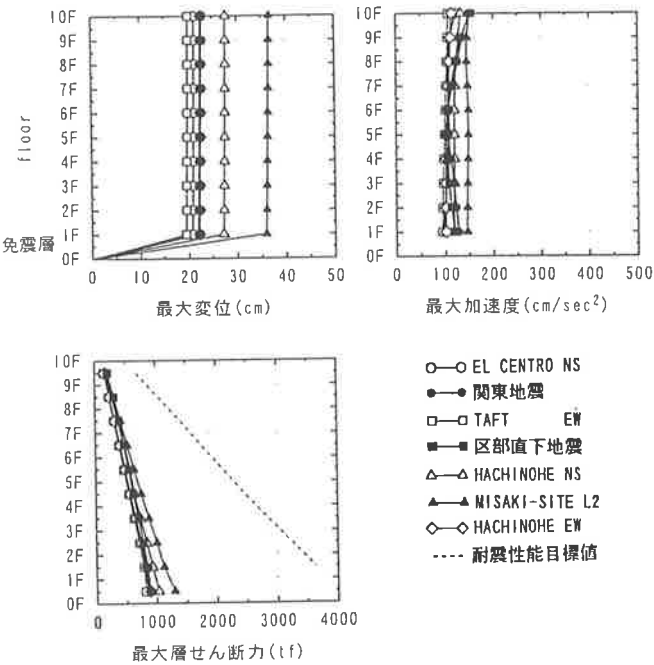 10F
9F
8F
7F
6F
5F
4F
3F
2F
1F
0F
floor
免震層
0 10 20 30 40 50
最大変位(cm)
10F
9F
8F
7F
6F
5F
4F
3F
2F
1F
0F
0 100 200 300 400 500
最大加速度(cm/sec²)
10F
9F
8F
7F
6F
5F
4F
3F
2F
1F
0F
0 1000 2000 3000 4000
最大層せん断力(tf)
EL CENTRO NS
関東地震
TAFT EW
区部直下地震
HACHINOHE NS
MISAKI-SITE L2
HACHINOHE EW
耐震性能目標値